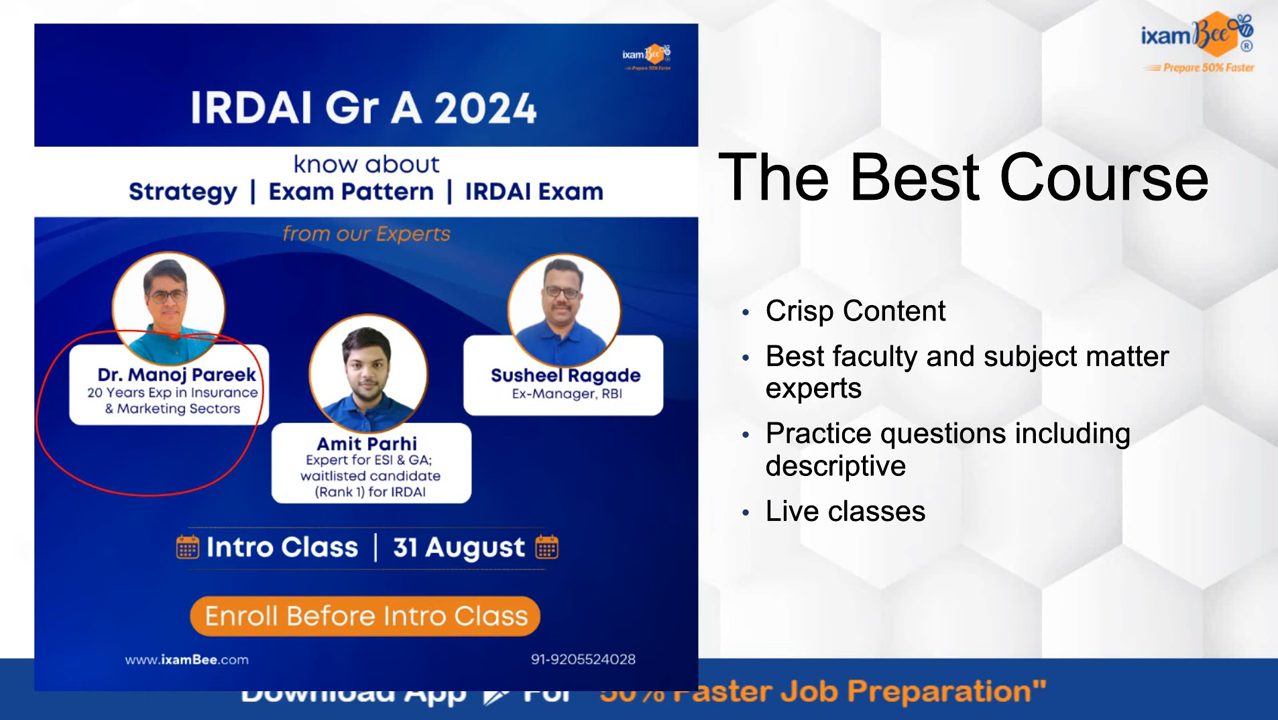 ixamBee
Prepare 50% Faster
IRDAI Gr A 2024
know about
Strategy | Exam Pattern | IRDAI Exam
from our Experts
Dr. Manoj Pareek
20 Years Exp in Insurance
& Marketing Sectors
Amit Parhi
Expert for ESI & GA;
waitlisted candidate
(Rank 1) for IRDAI
Susheel Ragade
Ex-Manager, RBI
Intro Class | 31 August
Enroll Before Intro Class
www.ixamBee.com
91-9205524028
ixamBee®
Prepare 50% Faster
The Best Course
• Crisp Content
• Best faculty and subject matter
experts
• Practice questions including
descriptive
• Live classes
Download App For "50% Faster Job Preparation"